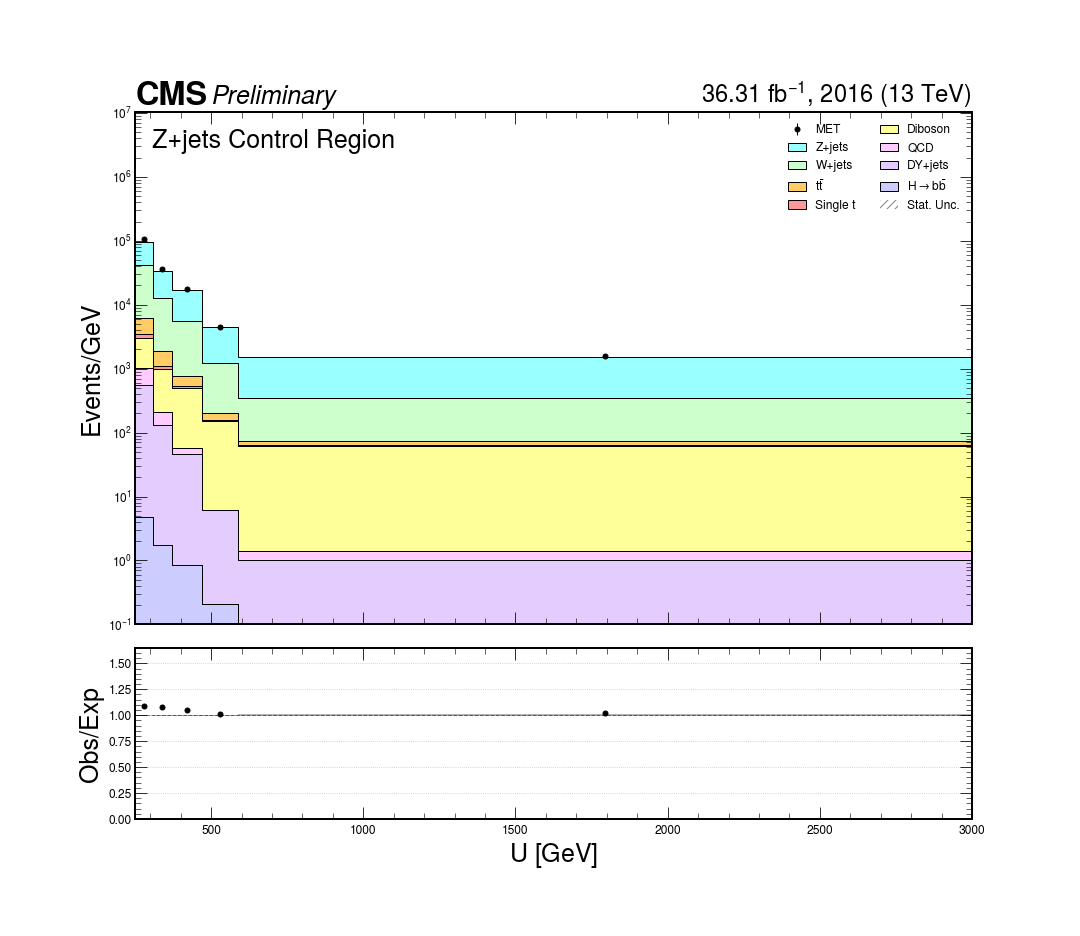 CMS Preliminary
36.31 fb⁻¹, 2016 (13 TeV)
Z+jets Control Region
MET
Z+jets
W+jets
tt̄
Single t
Diboson
QCD
DY+jets
H→bb̄
Stat. Unc.
Events/GeV
10⁷
10⁶
10⁵
10⁴
10³
10²
10¹
10⁰
10⁻¹
Obs/Exp
1.50
1.25
1.00
0.75
0.50
0.25
0.00
500
1000
1500
2000
2500
3000
U [GeV]